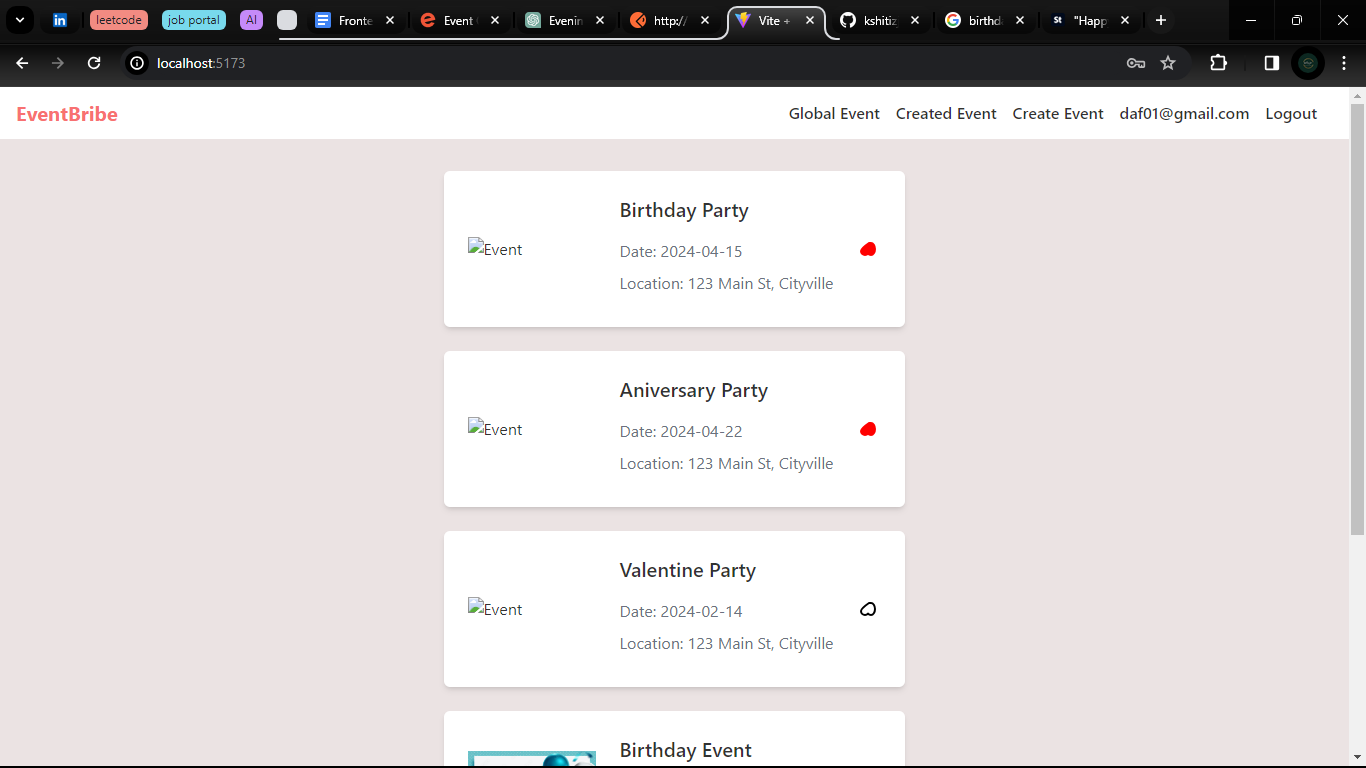 leetcode job portal AI Fronte Event Evenin http:// Vite + kshitiz birthd St "Happ
localhost:5173
EventBribe Global Event Created Event Create Event daf01@gmail.com Logout
Birthday Party
Event
Date: 2024-04-15
Location: 123 Main St, Cityville
Aniversary Party
Event
Date: 2024-04-22
Location: 123 Main St, Cityville
Valentine Party
Event
Date: 2024-02-14
Location: 123 Main St, Cityville
Birthday Event